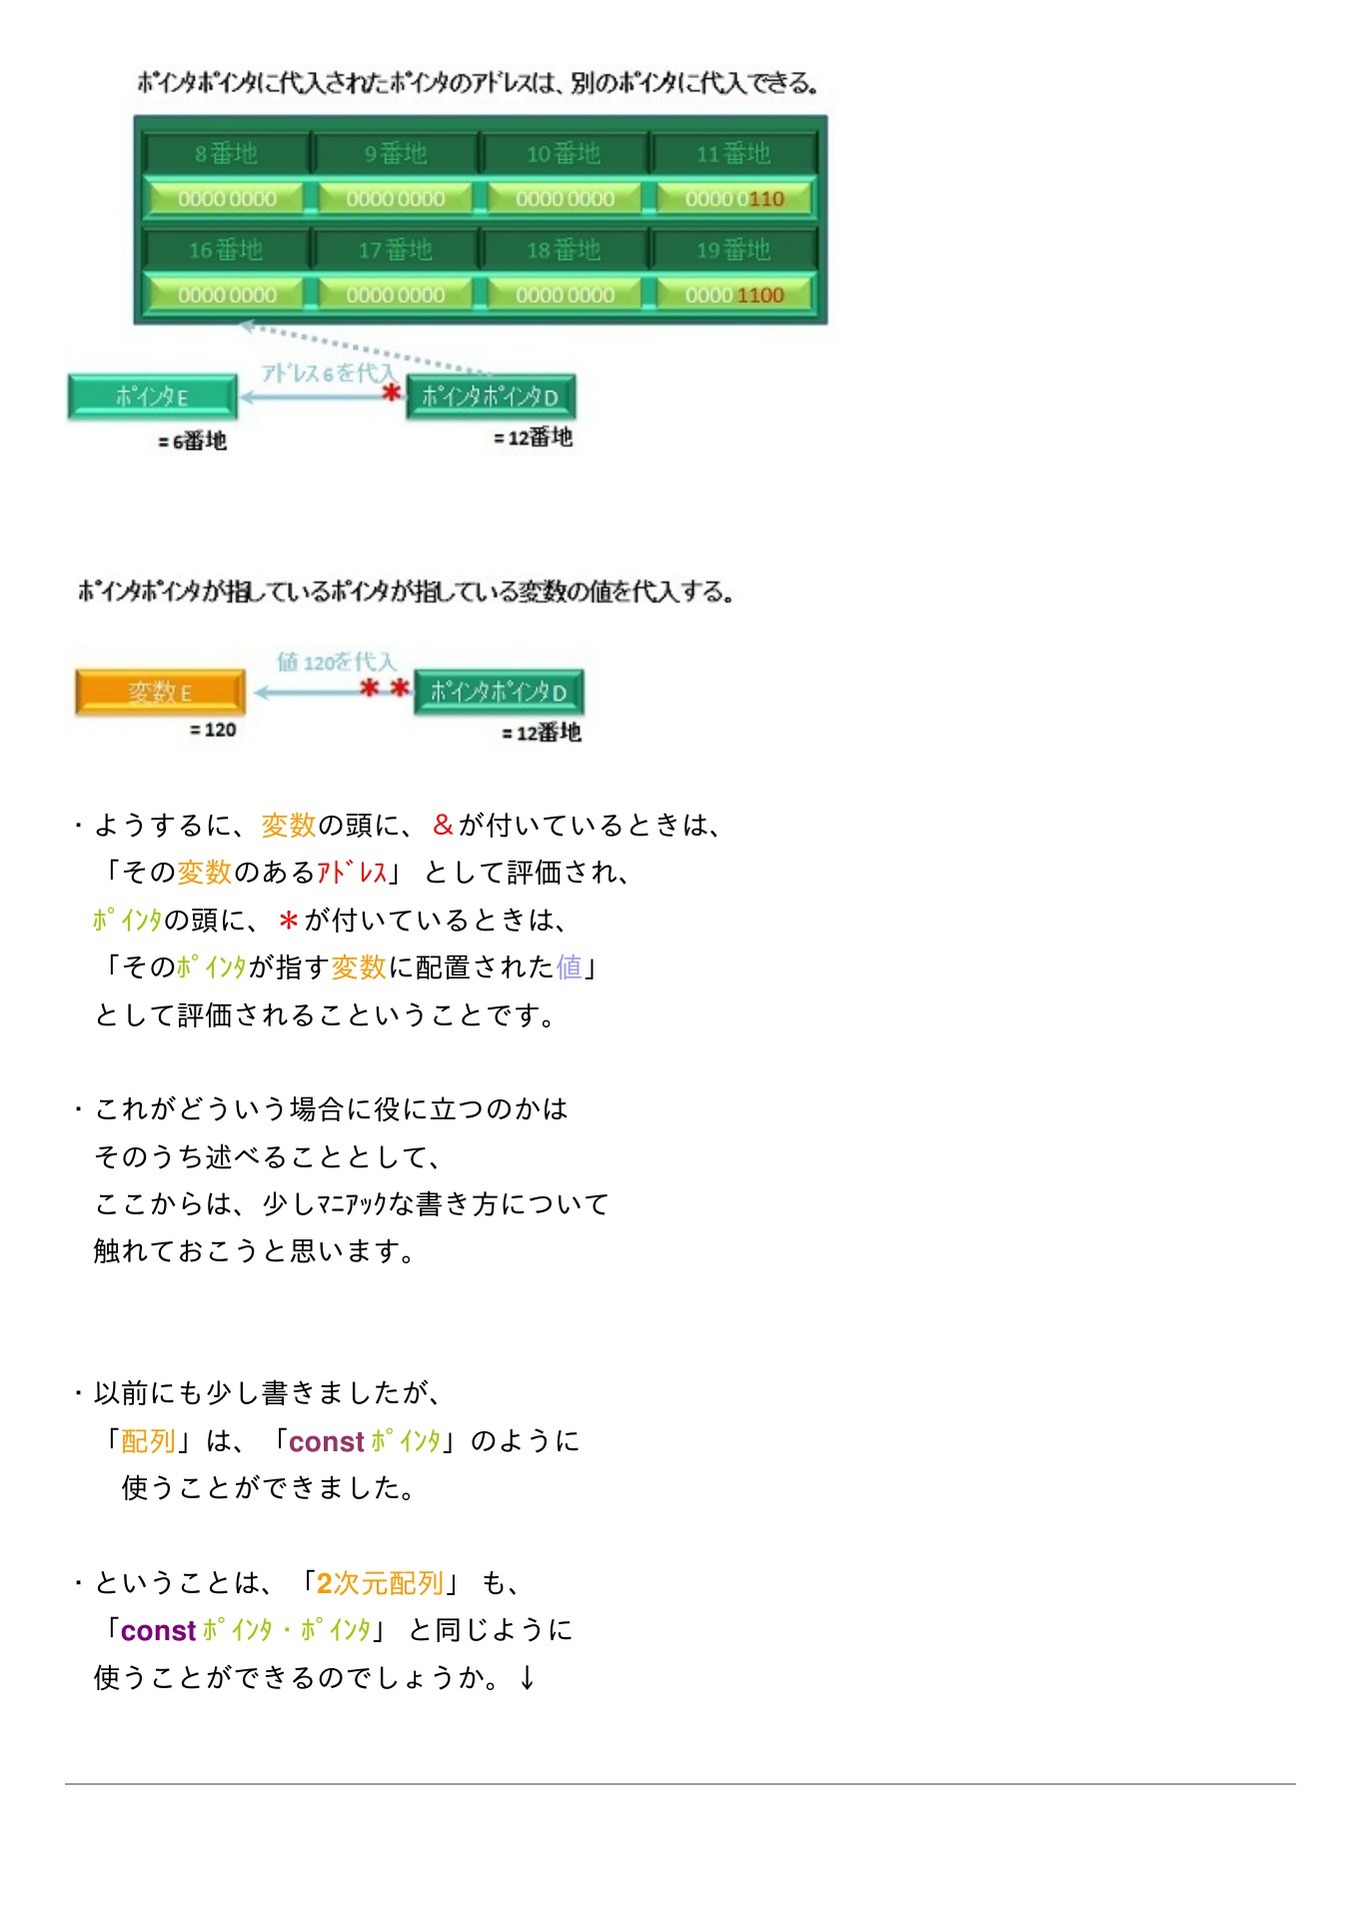 ﾎﾟｲﾝﾀﾎﾟｲﾝﾀに代入されたﾎﾟｲﾝﾀのｱﾄﾞﾚｽは、別のﾎﾟｲﾝﾀに代入できる。
8番地 9番地 10番地 11番地
0000 0000 0000 0000 0000 0000 0000 0110
16番地 17番地 18番地 19番地
0000 0000 0000 0000 0000 0000 0000 1100
ｱﾄﾞﾚｽ6を代入
ﾎﾟｲﾝﾀE * ﾎﾟｲﾝﾀﾎﾟｲﾝﾀD
= 6番地 = 12番地
ﾎﾟｲﾝﾀﾎﾟｲﾝﾀが指しているﾎﾟｲﾝﾀが指している変数の値を代入する。
値 120を代入
変数E * * ﾎﾟｲﾝﾀﾎﾟｲﾝﾀD
= 120 = 12番地
・ようするに、変数の頭に、＆が付いているときは、
「その変数のあるｱﾄﾞﾚｽ」 として評価され、
ﾎﾟｲﾝﾀの頭に、＊が付いているときは、
「そのﾎﾟｲﾝﾀが指す変数に配置された値」
として評価されるこということです。
・これがどういう場合に役に立つのかは
そのうち述べることとして、
ここからは、少しﾏﾆｱｯｸな書き方について
触れておこうと思います。
・以前にも少し書きましたが、
「配列」は、「const ﾎﾟｲﾝﾀ」のように
使うことができました。
・ということは、「2次元配列」 も、
「const ﾎﾟｲﾝﾀ・ﾎﾟｲﾝﾀ」 と同じように
使うことができるのでしょうか。↓